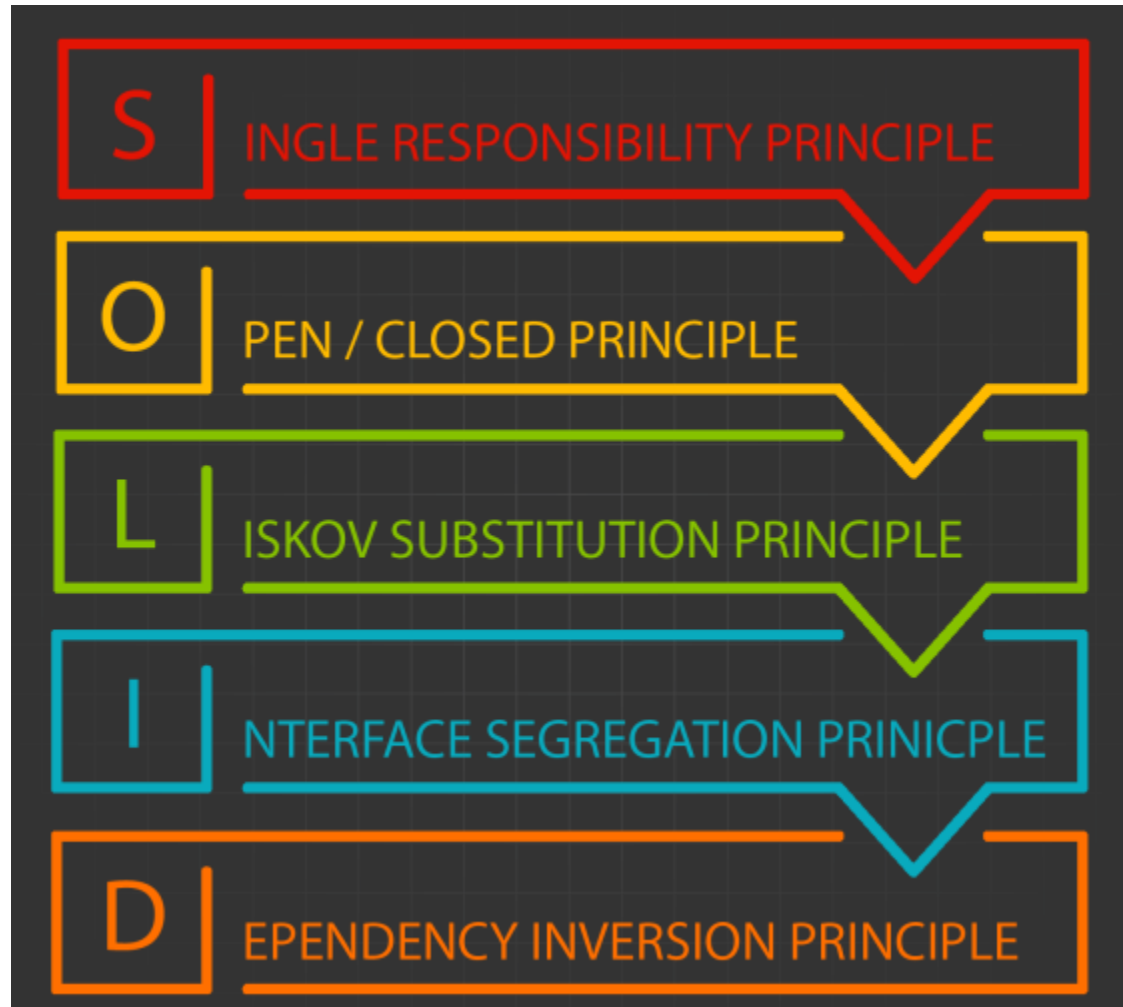 S INGLE RESPONSIBILITY PRINCIPLE
O PEN / CLOSED PRINCIPLE
L ISKOV SUBSTITUTION PRINCIPLE
I NTERFACE SEGREGATION PRINICPLE
D EPENDENCY INVERSION PRINCIPLE